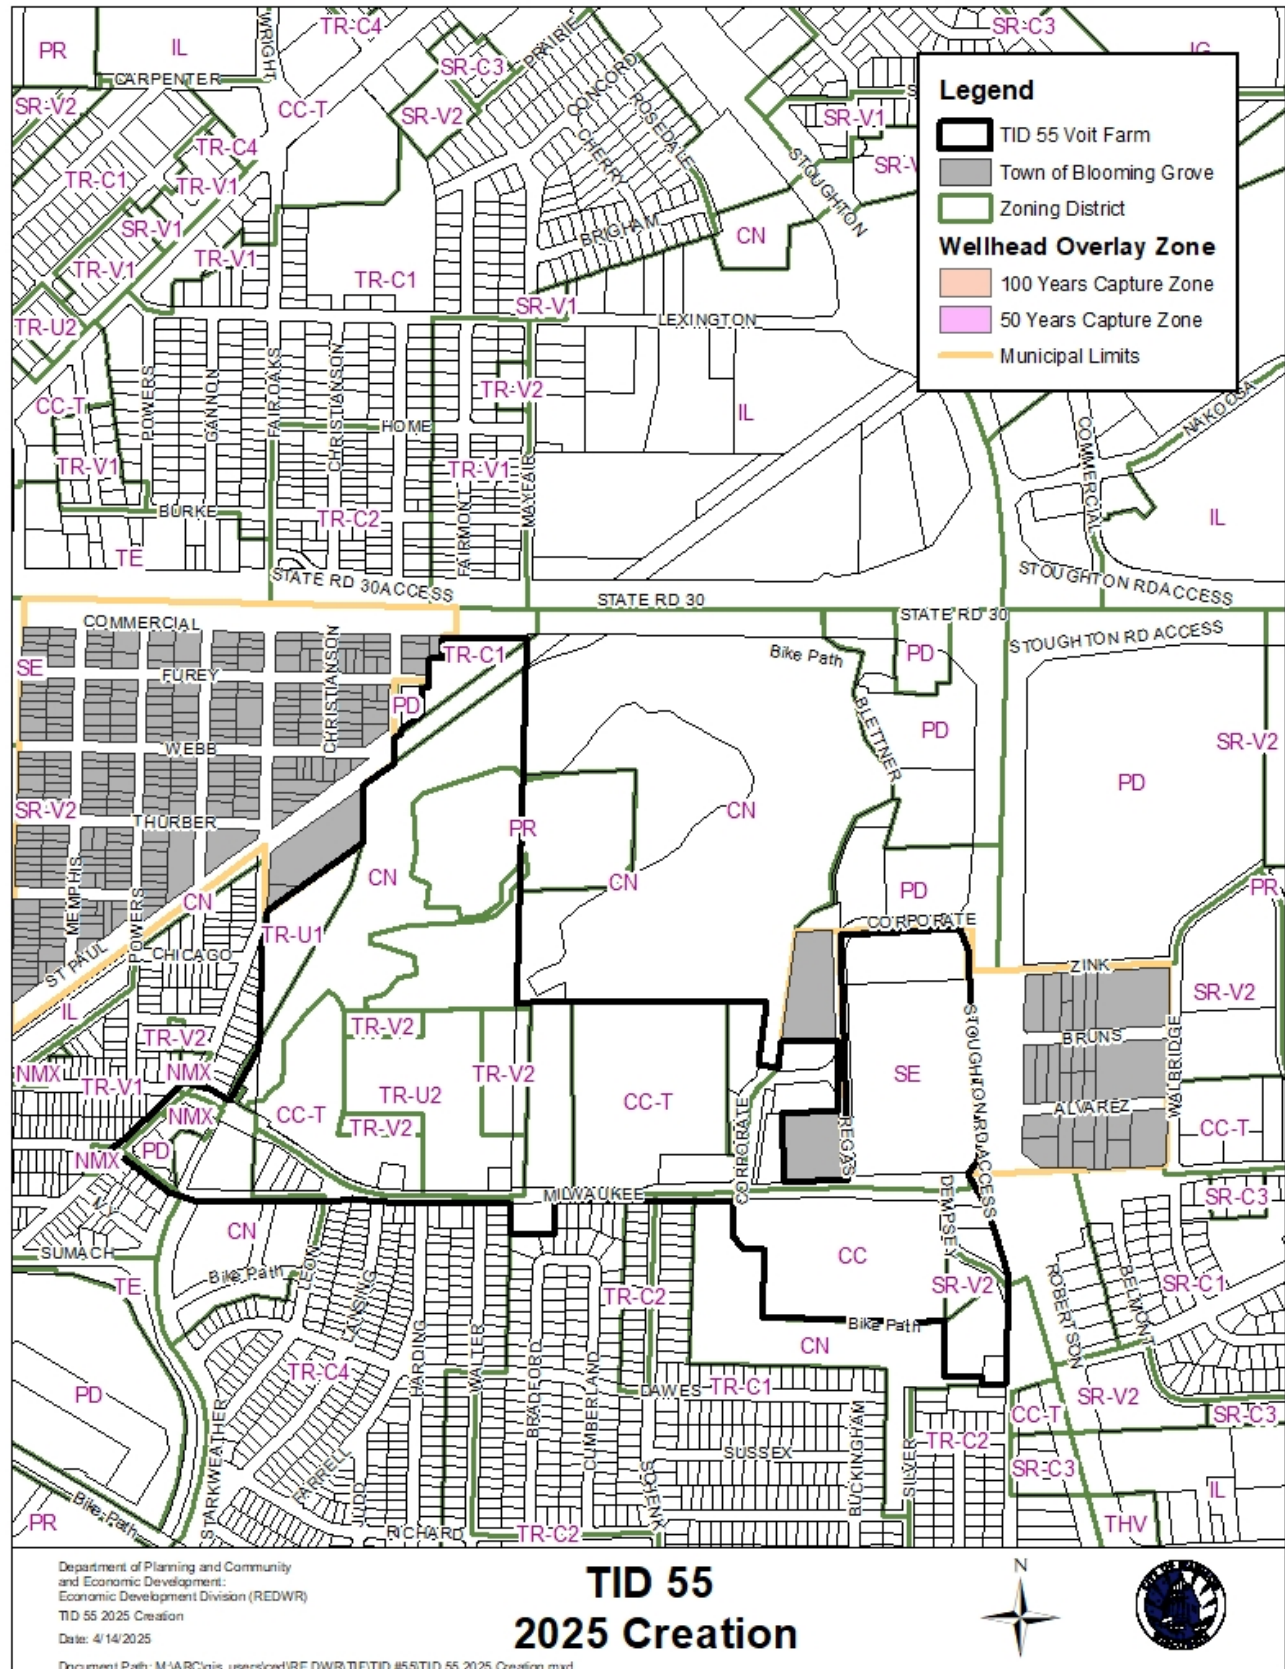 TR-C4
SR-C3
PR
IL
WRIGHT
PRAIRIE
CARPENTER
SR-C3
CONCORD
SR-V2
CC-T
SR-V2
ROSEDALE
SR-V1
TR-C4
CHERRY
STOUGHTON
TR-C1
TR-V1
SR-V1
BRIGHAM
CN
TR-V1
TR-V1
TR-C1
SR-V1
TR-U2
LEXINGTON
Legend
TID 55 Voit Farm
Town of Blooming Grove
Zoning District
Wellhead Overlay Zone
100 Years Capture Zone
50 Years Capture Zone
Municipal Limits
POWERS
GANNON
FAIR OAKS
CHRISTIANSON
TR-V2
CC-T
IL
HOME
NAKOOSA
COMMERCIAL
TR-V1
TR-V1
MAYFAIR
FAIRMONT
BURKE
TR-C2
IL
TE
STATE RD 30 ACCESS
STATE RD 30
STATE RD 30
STOUGHTON RD ACCESS
STOUGHTON RD ACCESS
COMMERCIAL
CHRISTIANSON
SE
FUREY
TR-C1
Bike Path
PD
PD
BLETTNER
PD
WEBB
SR-V2
PD
SR-V2
THURBER
PR
CN
CN
CN
PD
PR
MEMPHIS
POWERS
CN
TR-U1
CORPORATE
ST PAUL
CHICAGO
ZINK
IL
SR-V2
TR-V2
TR-V2
STOUGHTON RD ACCESS
BRUNS
WALBRIDGE
NMX
NMX
TR-V1
TR-V2
SE
NMX
CC-T
TR-U2
CC-T
ALVAREZ
TR-V2
CC-T
NMX
PD
CORPORATE
REGAS
MILWAUKEE
DEMPSEY
SR-C3
CN
SUMACH
LEON
CC
Bike Path
TE
LANSING
TR-C2
SR-V2
ROBERTSON
BELMONT
SR-C1
HARDING
WALTER
BRADFORD
CUMBERLAND
Bike Path
CN
TR-C4
PD
DAWES
TR-C1
SR-V2
CC-T
SR-C3
STARKWEATHER
BUCKINGHAM
SILVER
TR-C2
SUSSEX
SR-C3
FARRELL
JUDD
SCHENK
IL
PR
Bike Path
RICHARD
TR-C2
THV
Department of Planning and Community
and Economic Development:
Economic Development Division (REDWR)
TID 55 2025 Creation
Date: 4/14/2025
TID 55
2025 Creation
N